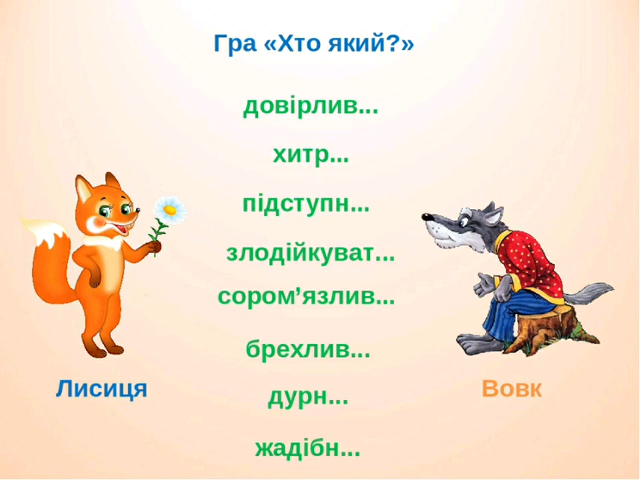 Гра «Хто який?»
довірлив...
хитр...
підступн...
злодійкуват...
сором’язлив...
брехлив...
Лисиця
Вовк
дурн...
жадібн...